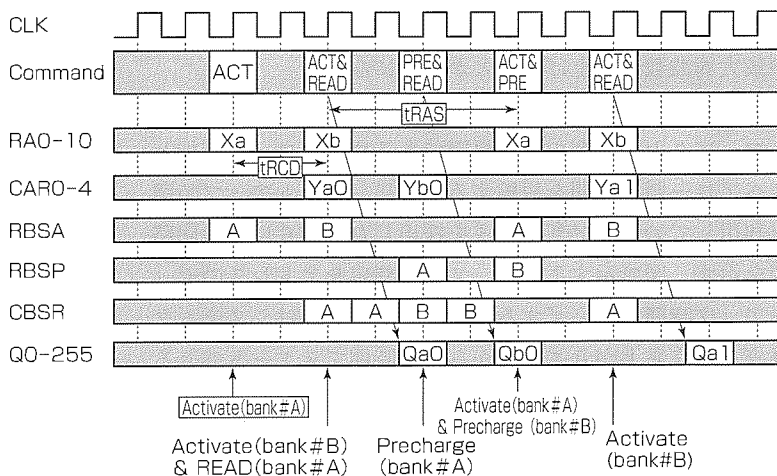 CLK
Command ACT ACT& READ PRE& READ ACT& PRE ACT& READ
tRAS
RA0-10 Xa Xb Xa Xb
tRCD
CAR0-4 Ya0 Yb0 Ya1
RBSA A B A B
RBSP A B
CBSR A A B B A
Q0-255 Qa0 Qb0 Qa1
Activate(bank#A)
Activate(bank#B)
& READ(bank#A)
Precharge
(bank#A)
Activate(bank#A)
& Precharge (bank#B)
Activate
(bank#B)